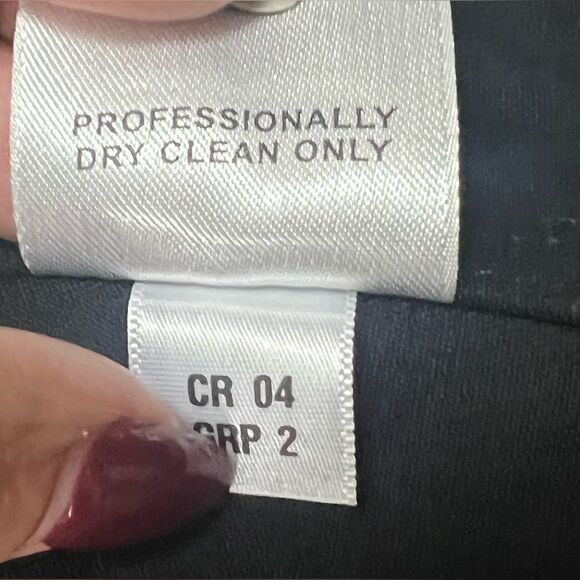 PROFESSIONALLY
DRY CLEAN ONLY
CR 04
GRP 2